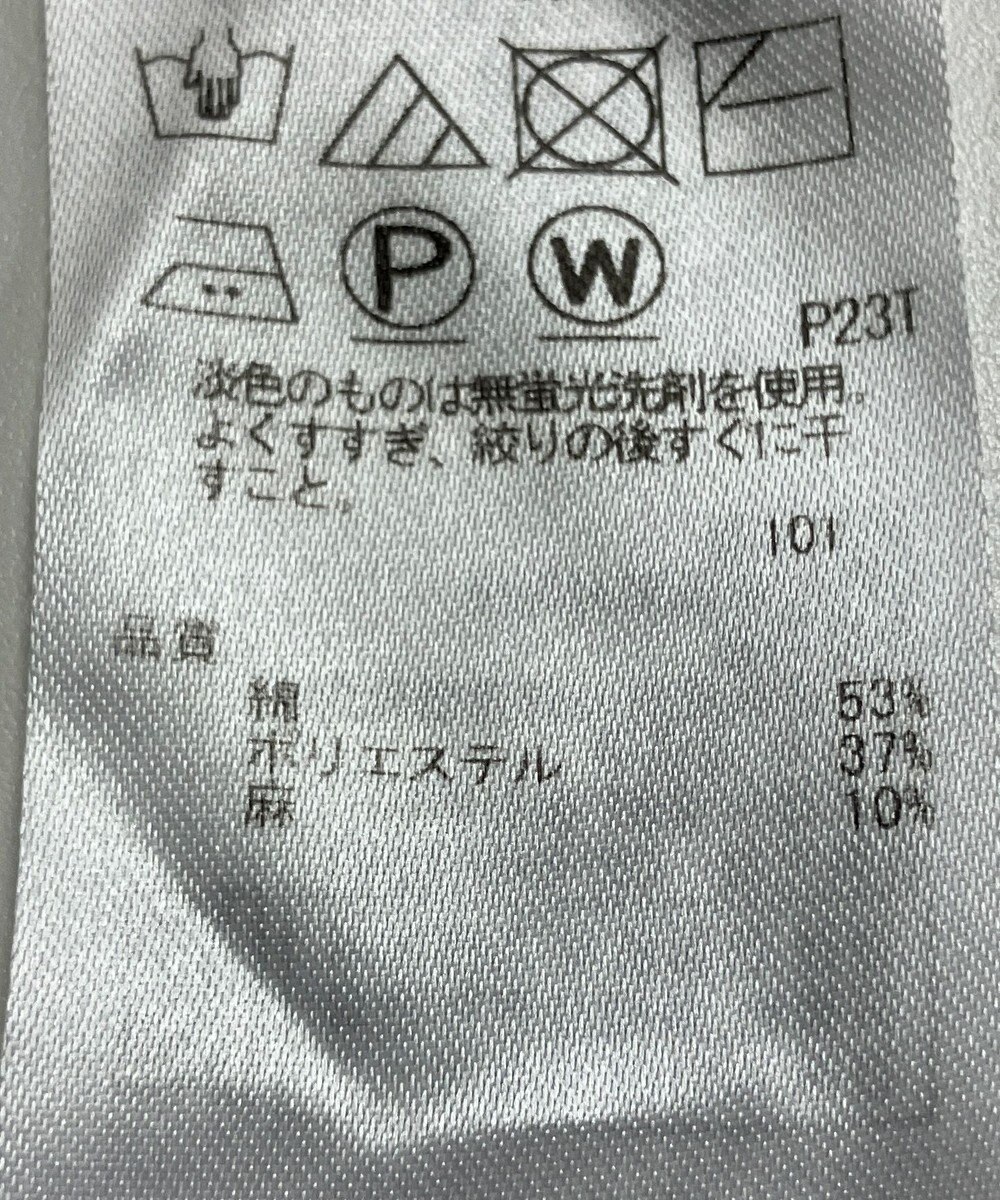 P W
P23T
淡色のものは無蛍光洗剤を使用。
よくすすぎ、絞りの後すぐに干
すこと。
101
品質
綿 53%
ポリエステル 37%
麻 10%